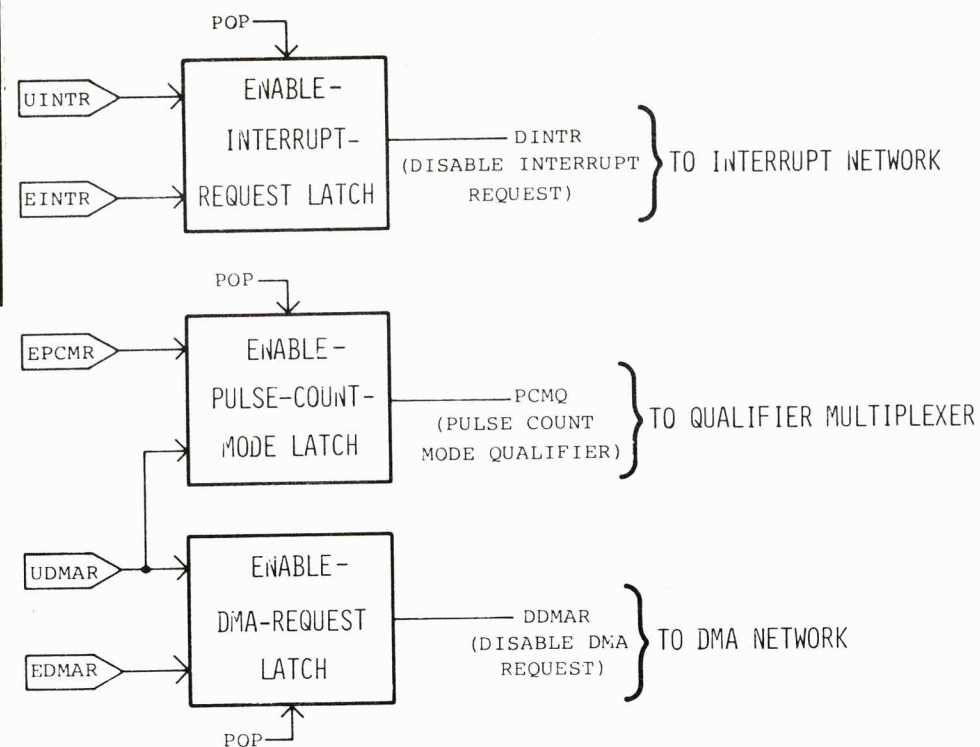 POP
UINTR
EINTR
ENABLE-
INTERRUPT-
REQUEST LATCH
DINTR
(DISABLE INTERRUPT
REQUEST)
TO INTERRUPT NETWORK
POP
EPCMR
ENABLE-
PULSE-COUNT-
MODE LATCH
PCMQ
(PULSE COUNT
MODE QUALIFIER)
TO QUALIFIER MULTIPLEXER
UDMAR
EDMAR
ENABLE-
DMA-REQUEST
LATCH
DDMAR
(DISABLE DMA
REQUEST)
TO DMA NETWORK
POP